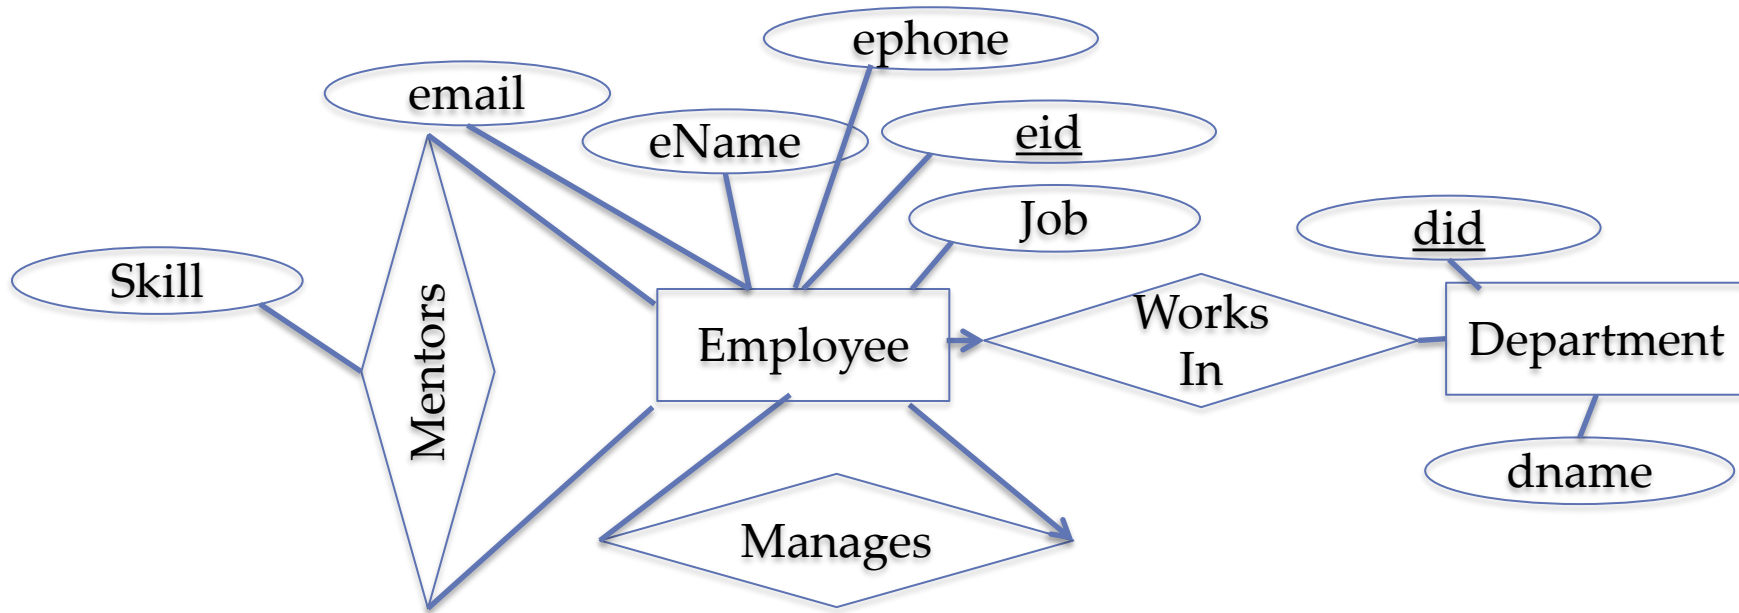 ephone
email
eName
eid
Job
did
Skill
Mentors
Employee
Works
In
Department
dname
Manages